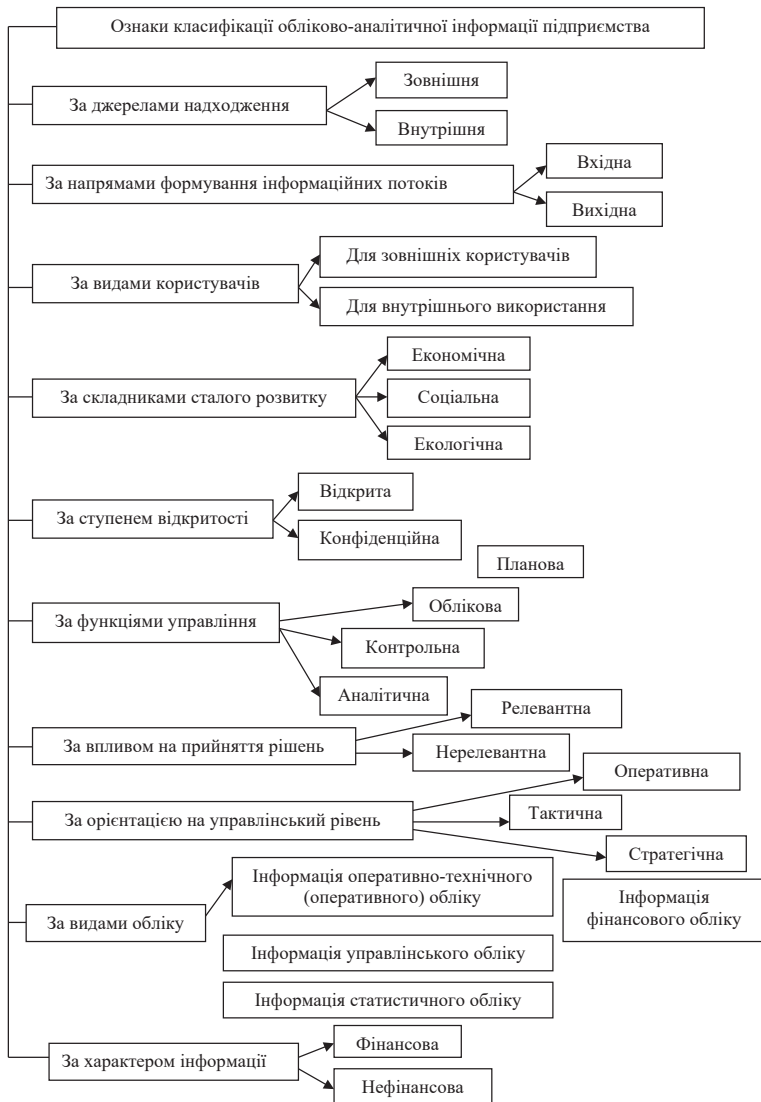 Ознаки класифікації обліково-аналітичної інформації підприємства
За джерелами надходження
Зовнішня
Внутрішня
За напрямами формування інформаційних потоків
Вхідна
Вихідна
За видами користувачів
Для зовнішніх користувачів
Для внутрішнього використання
За складниками сталого розвитку
Економічна
Соціальна
Екологічна
За ступенем відкритості
Відкрита
Конфіденційна
За функціями управління
Планова
Облікова
Контрольна
Аналітична
За впливом на прийняття рішень
Релевантна
Нерелевантна
За орієнтацією на управлінський рівень
Оперативна
Тактична
Стратегічна
За видами обліку
Інформація оперативно-технічного
(оперативного) обліку
Інформація
фінансового обліку
Інформація управлінського обліку
Інформація статистичного обліку
За характером інформації
Фінансова
Нефінансова